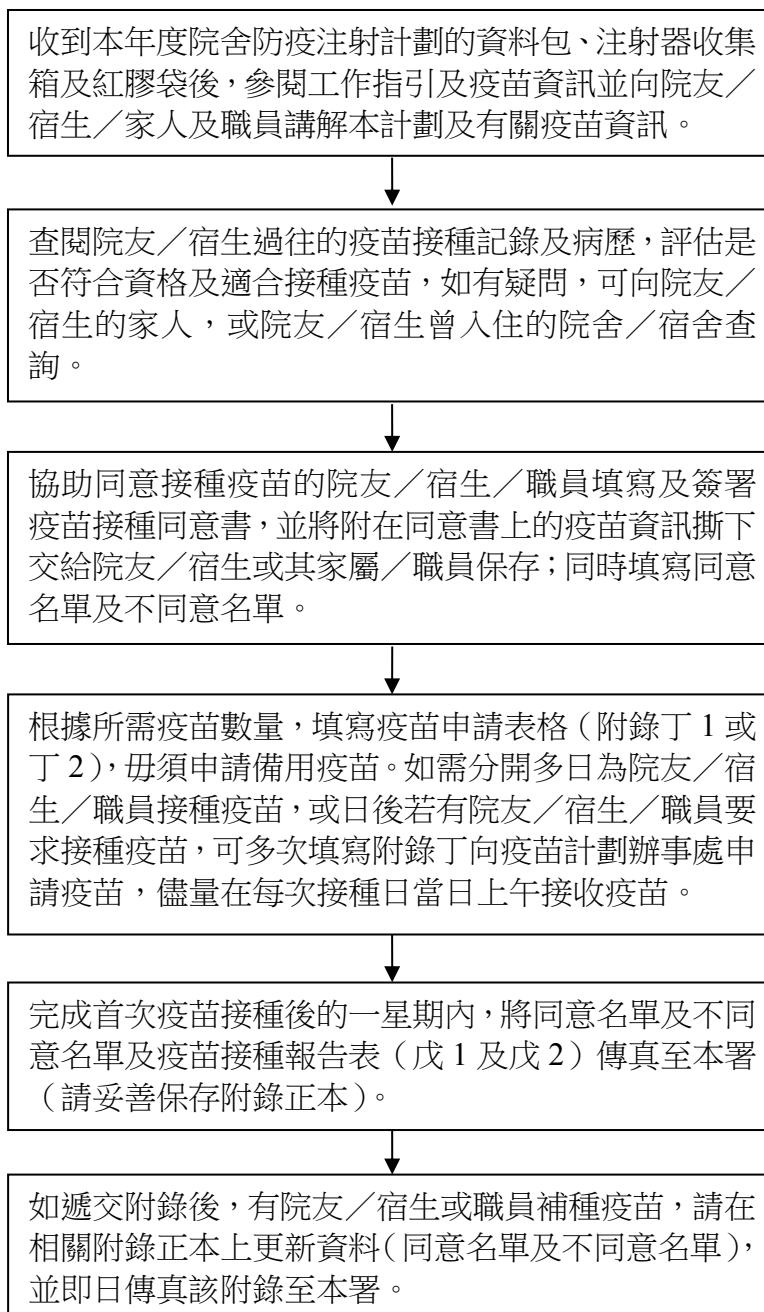 收到本年度院舍防疫注射計劃的資料包、注射器收集
箱及紅膠袋後，參閱工作指引及疫苗資訊並向院友／
宿生／家人及職員講解本計劃及有關疫苗資訊。
查閱院友／宿生過往的疫苗接種記錄及病歷，評估是
否符合資格及適合接種疫苗，如有疑問，可向院友／
宿生的家人，或院友／宿生曾入住的院舍／宿舍查
詢。
協助同意接種疫苗的院友／宿生／職員填寫及簽署
疫苗接種同意書，並將附在同意書上的疫苗資訊撕下
交給院友／宿生或其家屬／職員保存；同時填寫同意
名單及不同意名單。
根據所需疫苗數量，填寫疫苗申請表格（附錄丁 1 或
丁 2），毋須申請備用疫苗。如需分開多日為院友／宿
生／職員接種疫苗，或日後若有院友／宿生／職員要
求接種疫苗，可多次填寫附錄丁向疫苗計劃辦事處申
請疫苗，儘量在每次接種日當日上午接收疫苗。
完成首次疫苗接種後的一星期內，將同意名單及不同
意名單及疫苗接種報告表（戊 1 及戊 2）傳真至本署
（請妥善保存附錄正本）。
如遞交附錄後，有院友／宿生或職員補種疫苗，請在
相關附錄正本上更新資料（同意名單及不同意名單），
並即日傳真該附錄至本署。